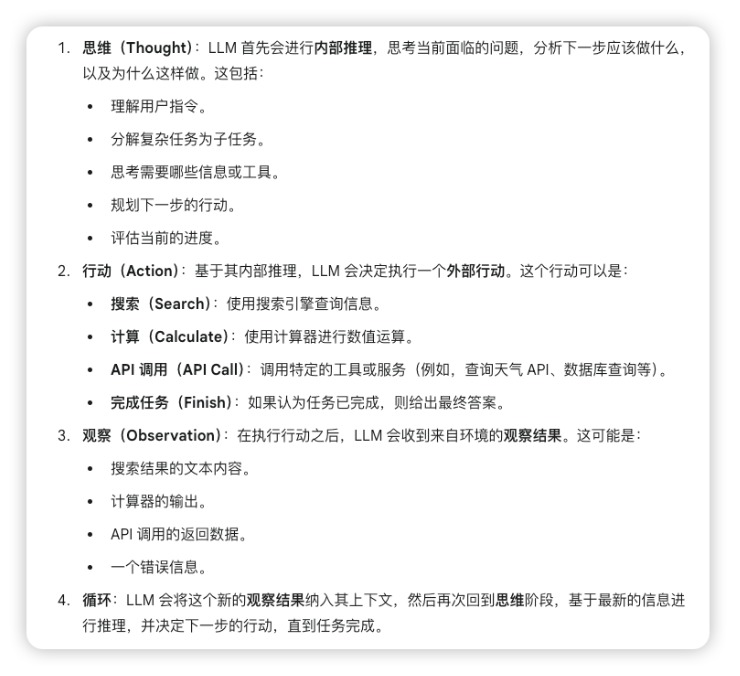 1. 思维（Thought）：LLM 首先会进行内部推理，思考当前面临的问题，分析下一步应该做什么，
以及为什么这样做。这包括：
• 理解用户指令。
• 分解复杂任务为子任务。
• 思考需要哪些信息或工具。
• 规划下一步的行动。
• 评估当前的进度。
2. 行动（Action）：基于其内部推理，LLM 会决定执行一个外部行动。这个行动可以是：
• 搜索（Search）：使用搜索引擎查询信息。
• 计算（Calculate）：使用计算器进行数值运算。
• API 调用（API Call）：调用特定的工具或服务（例如，查询天气 API、数据库查询等）。
• 完成任务（Finish）：如果认为任务已完成，则给出最终答案。
3. 观察（Observation）：在执行行动之后，LLM 会收到来自环境的观察结果。这可能是：
• 搜索结果的文本内容。
• 计算器的输出。
• API 调用的返回数据。
• 一个错误信息。
4. 循环：LLM 会将这个新的观察结果纳入其上下文，然后再次回到思维阶段，基于最新的信息进
行推理，并决定下一步的行动，直到任务完成。